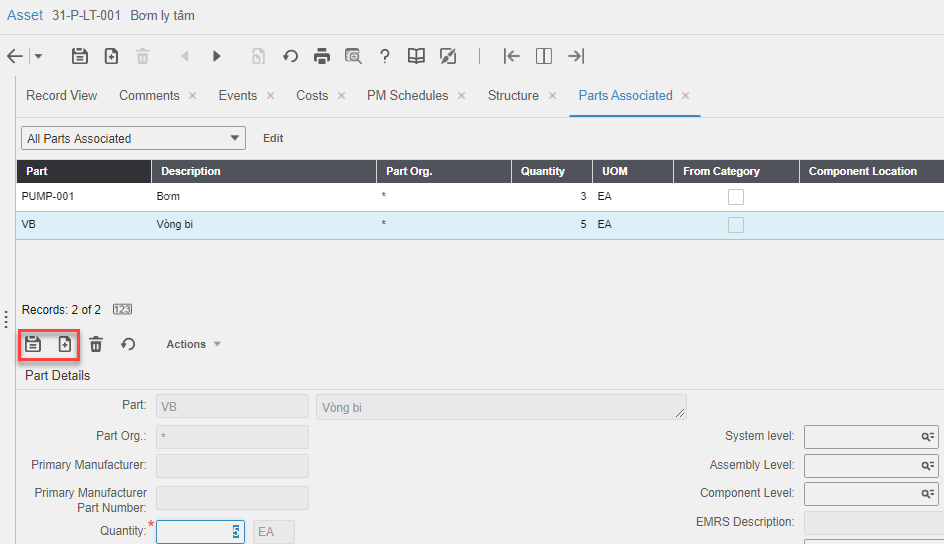 Asset 31-P-LT-001 Bơm ly tâm
Record View Comments Events Costs PM Schedules Structure Parts Associated
All Parts Associated Edit
Part Description Part Org. Quantity UOM From Category Component Location
PUMP-001 Bơm * 3 EA
VB Vòng bi * 5 EA
Records: 2 of 2 123
Actions
Part Details
Part: VB Vòng bi
Part Org.: * System level:
Primary Manufacturer: Assembly Level:
Primary Manufacturer Part Number: Component Level:
EMRS Description:
Quantity: * 5 EA